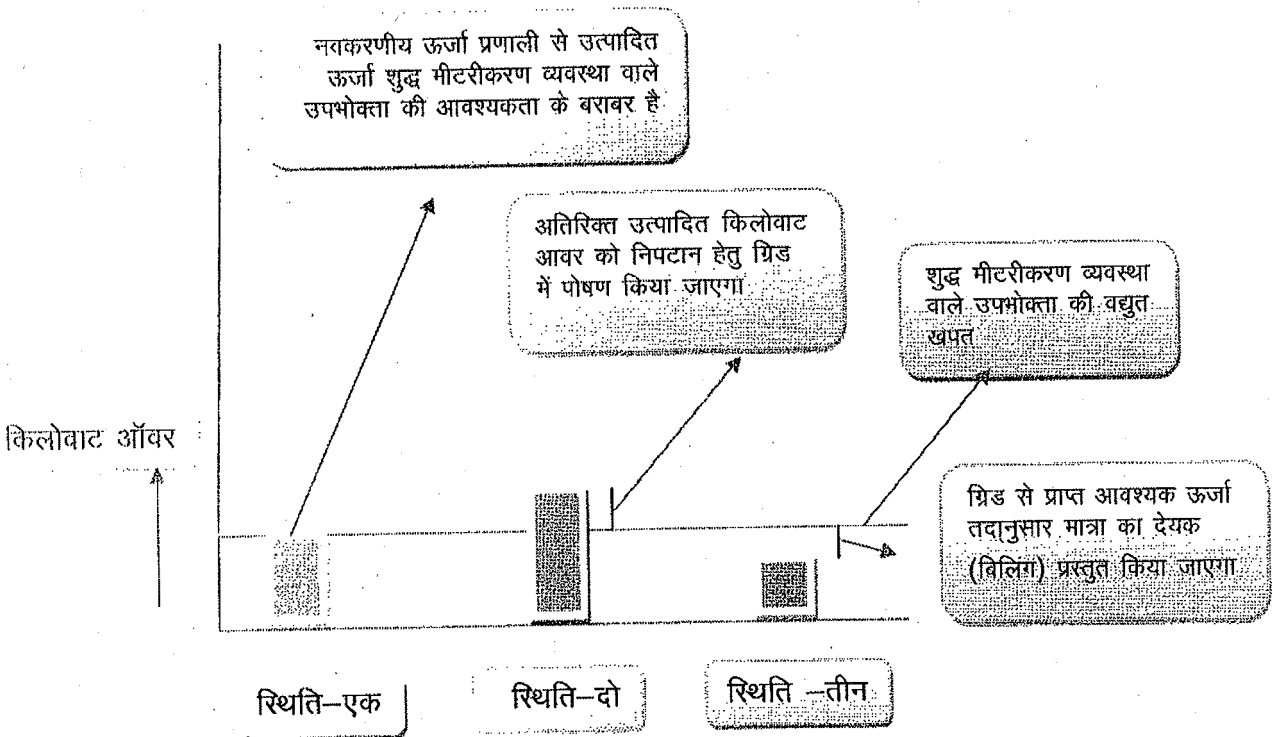 नवकरणीय ऊर्जा प्रणाली से उत्पादित
ऊर्जा शुद्ध मीटरीकरण व्यवस्था वाले
उपभोक्ता की आवश्यकता के बराबर है
अतिरिक्त उत्पादित किलोवाट
आवर को निपटान हेतु ग्रिड
में पोषण किया जाएगा
शुद्ध मीटरीकरण व्यवस्था
वाले उपभोक्ता की वद्युत
खपत
किलोवाट ऑवर
ग्रिड से प्राप्त आवश्यक ऊर्जा
तदानुसार मात्रा का देयक
(बिलिंग) प्रस्तुत किया जाएगा
स्थिति–एक
स्थिति–दो
स्थिति –तीन